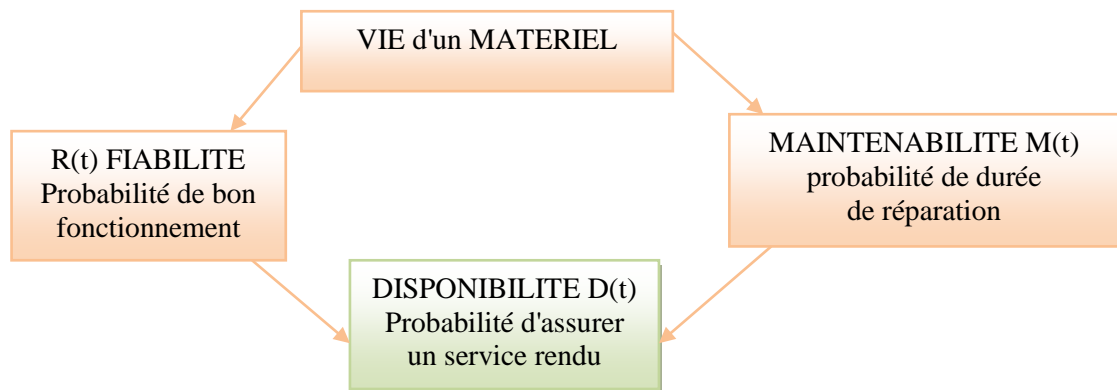 VIE d'un MATERIEL
R(t) FIABILITE
Probabilité de bon
fonctionnement
MAINTENABILITE M(t)
probabilité de durée
de réparation
DISPONIBILITE D(t)
Probabilité d'assurer
un service rendu